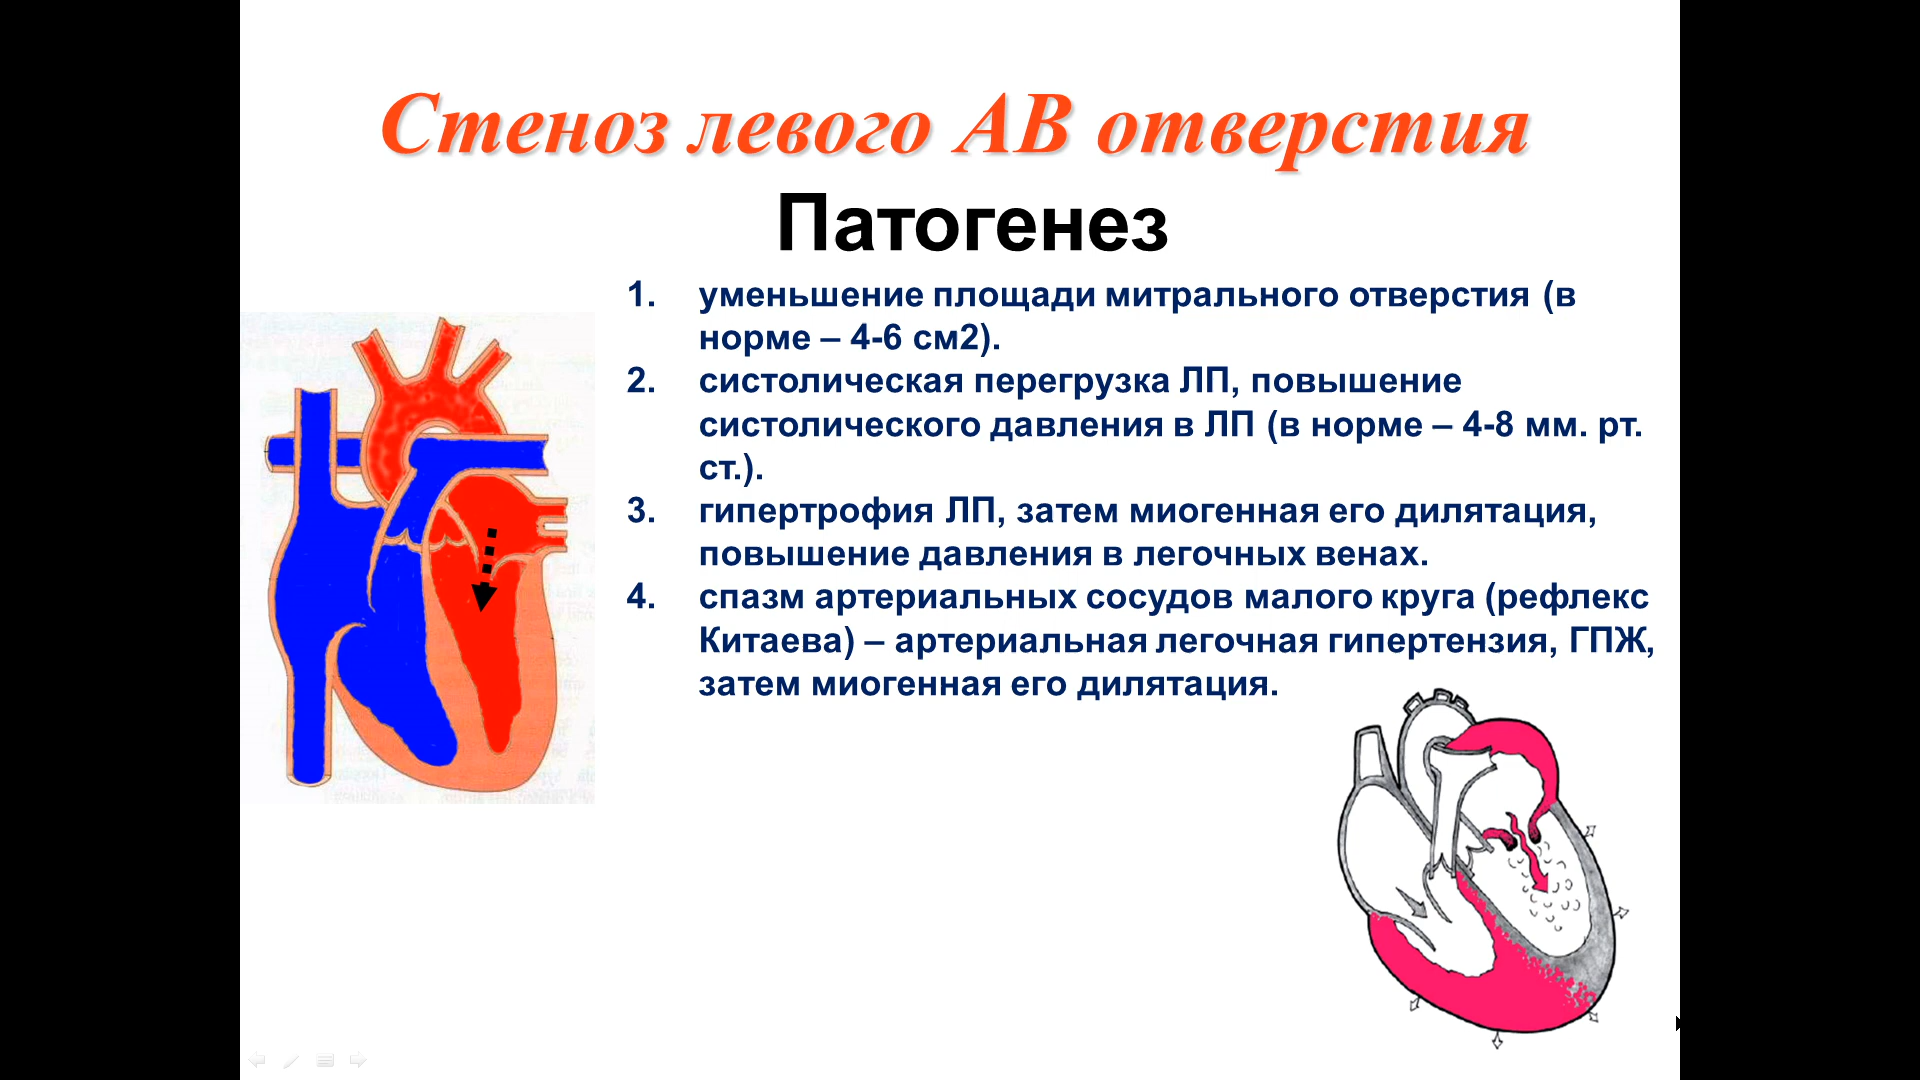 Стеноз левого АВ отверстия
Патогенез
1. уменьшение площади митрального отверстия (в
норме – 4-6 см2).
2. систолическая перегрузка ЛП, повышение
систолического давления в ЛП (в норме – 4-8 мм. рт.
ст.).
3. гипертрофия ЛП, затем миогенная его дилятация,
повышение давления в легочных венах.
4. спазм артериальных сосудов малого круга (рефлекс
Китаева) – артериальная легочная гипертензия, ГПЖ,
затем миогенная его дилятация.